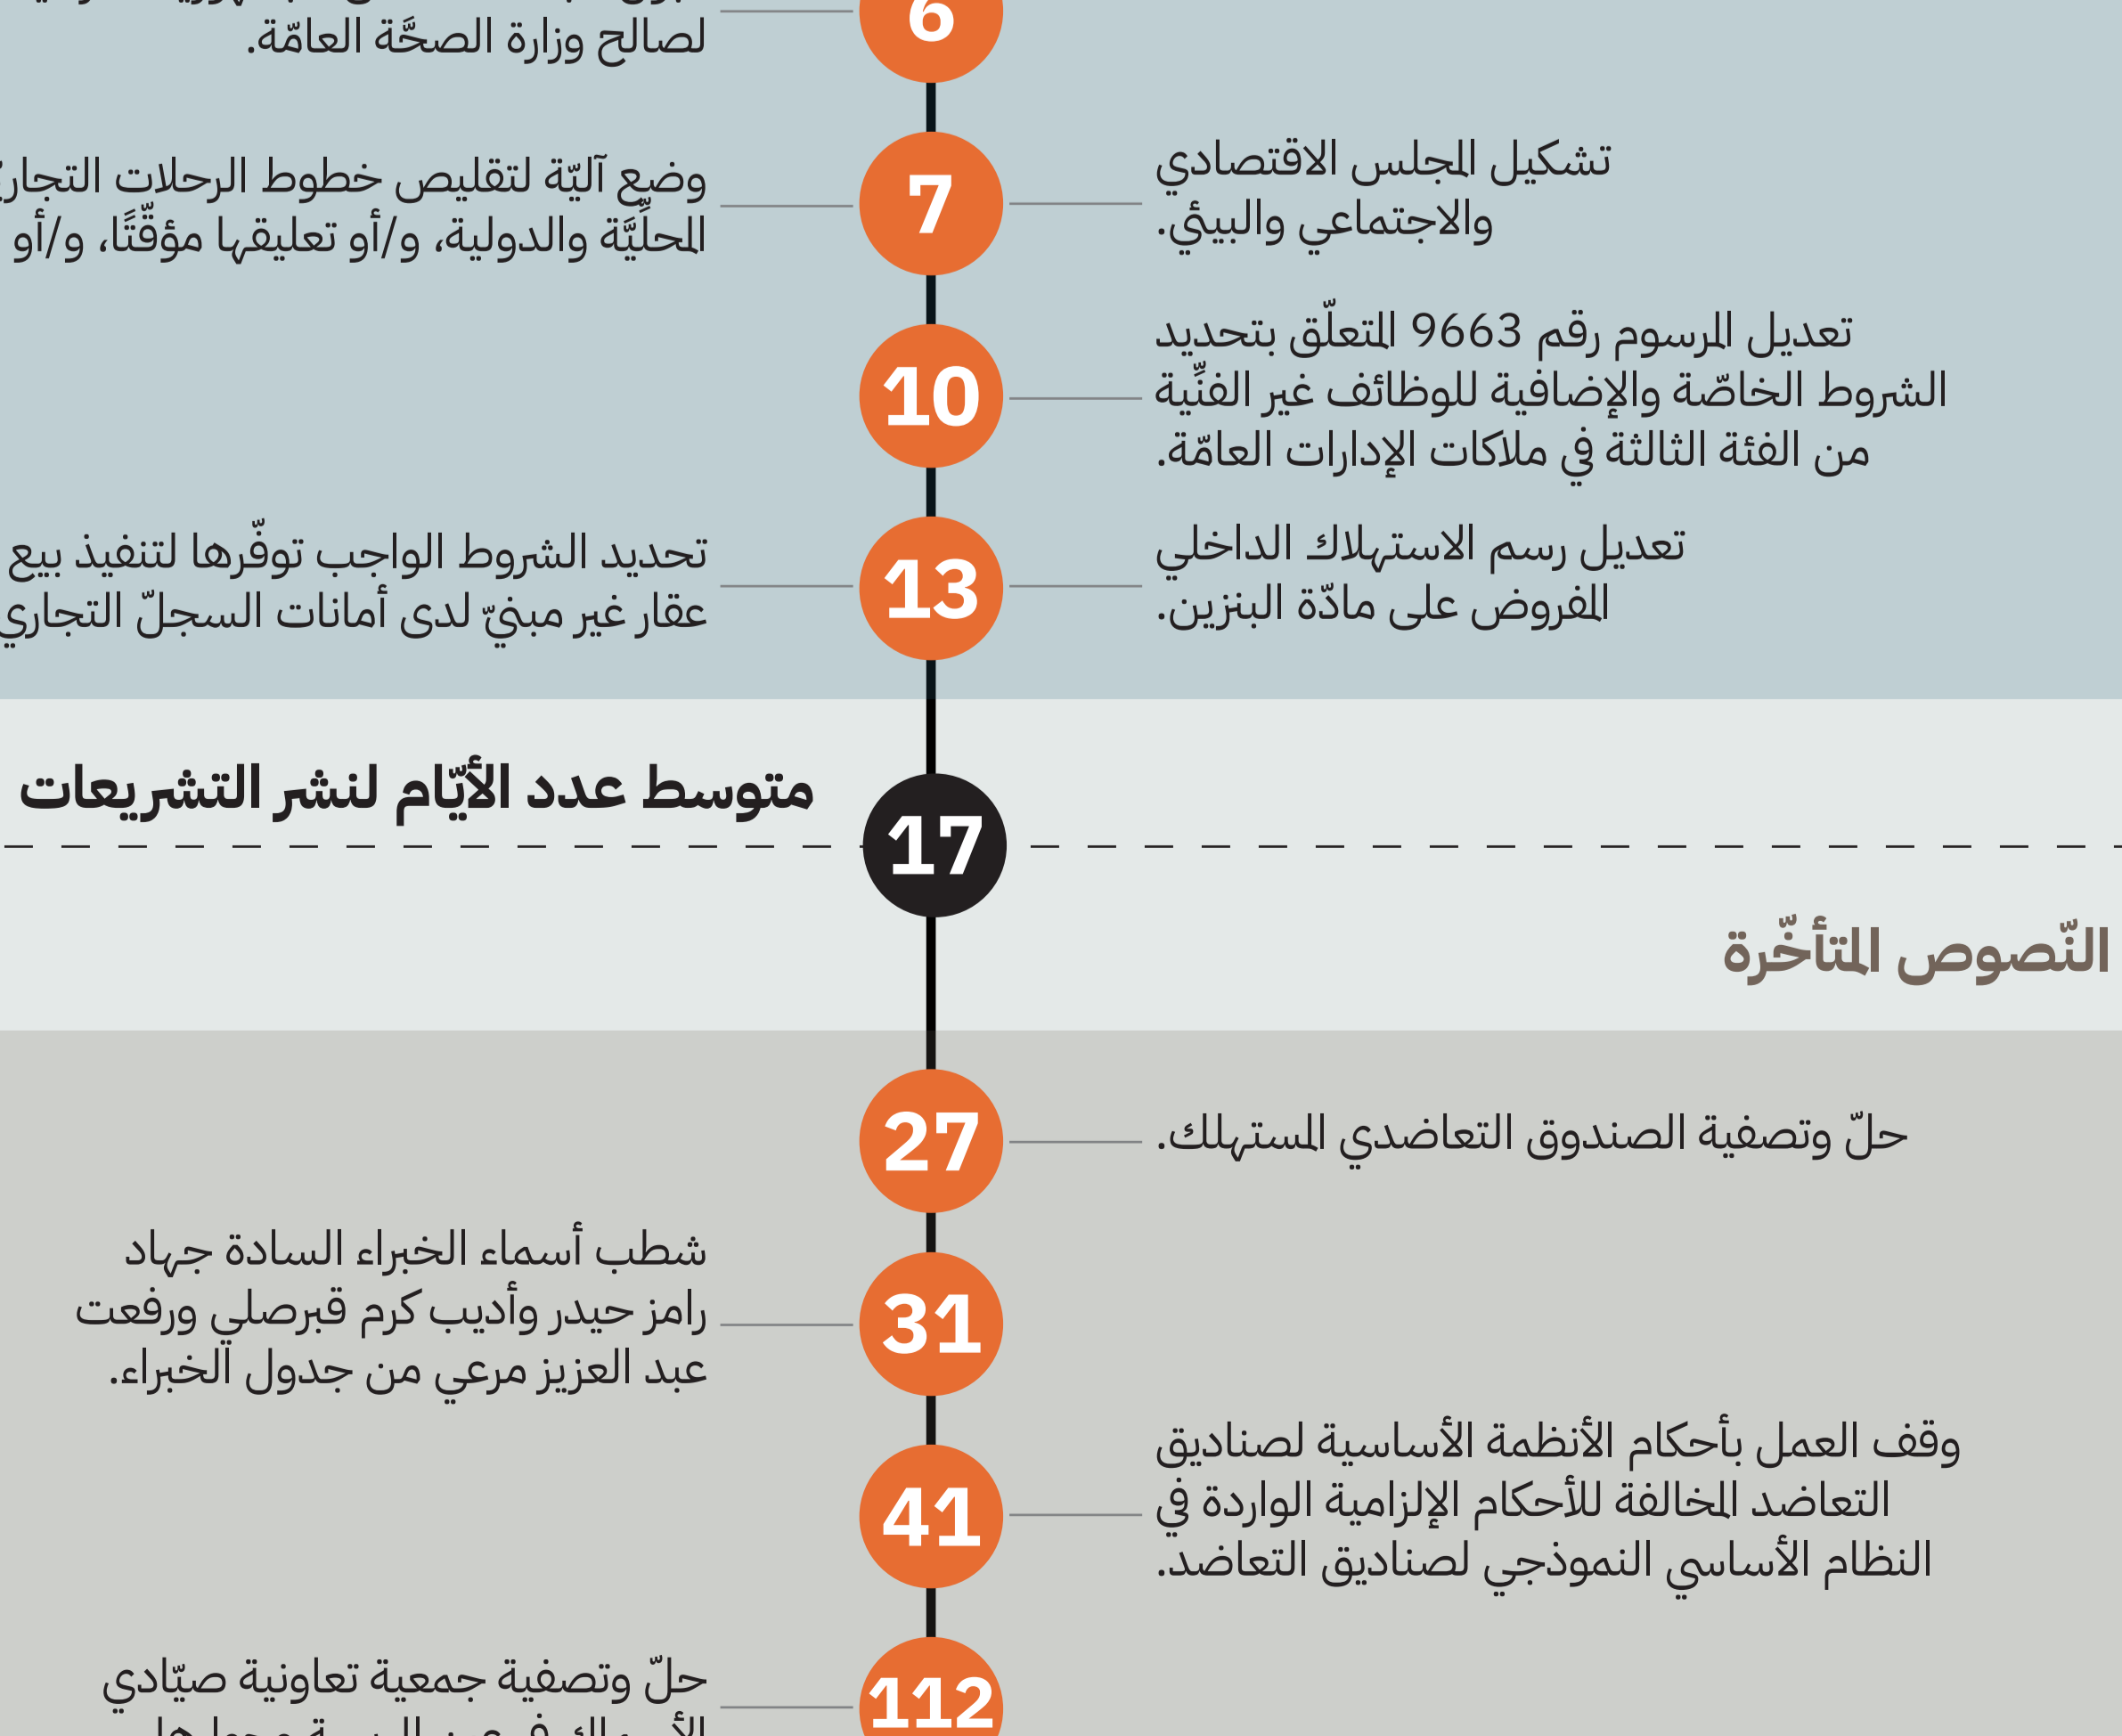 6
لصالح وزارة الصحَّة العامّة.
7
تشكيل المجلس الاقتصادي
والاجتماعي والبيئي.
وضع آليّة لتقليص خطوط الرحلات
المحلِّيَّة والدولية، و/أو تعليقها مؤقّتًا، و/أو
10
تعديل المرسوم رقم 9663 المتعلّق بتحديد
الشروط الخاصّة والإضافية للوظائف غير الفنِّية
من الفئة الثالثة في ملاكات الإدارات العامّة.
13
تعديل رسم الاستهلاك الداخلي
المفروض على مادّة البنزين.
تحديد الشروط الواجب توفّرها لتنفيذ بيع
عقار غير مبنيّ لدى أمانات السجلّ التجاري
متوسط عدد الأيّام لنشر التشريعات
17
النّصوص المتأخّرة
27
حلّ وتصفية الصندوق التعاضدي المستهلك.
31
شطب أسماء الخبراء السادة جهاد
رامز حيدر وأديب كرم قبرصلي ورفعت
عبد العزيز مرعي من جدول الخبراء.
41
وقف العمل بأحكام الأنظمة الأساسية لصناديق
التعاضد المخالفة للأحكام الإلزامية الواردة في
النظام الأساسي النموذجي لصناديق التعاضد.
112
حلّ وتصفية جمعية تعاونية صيّادي